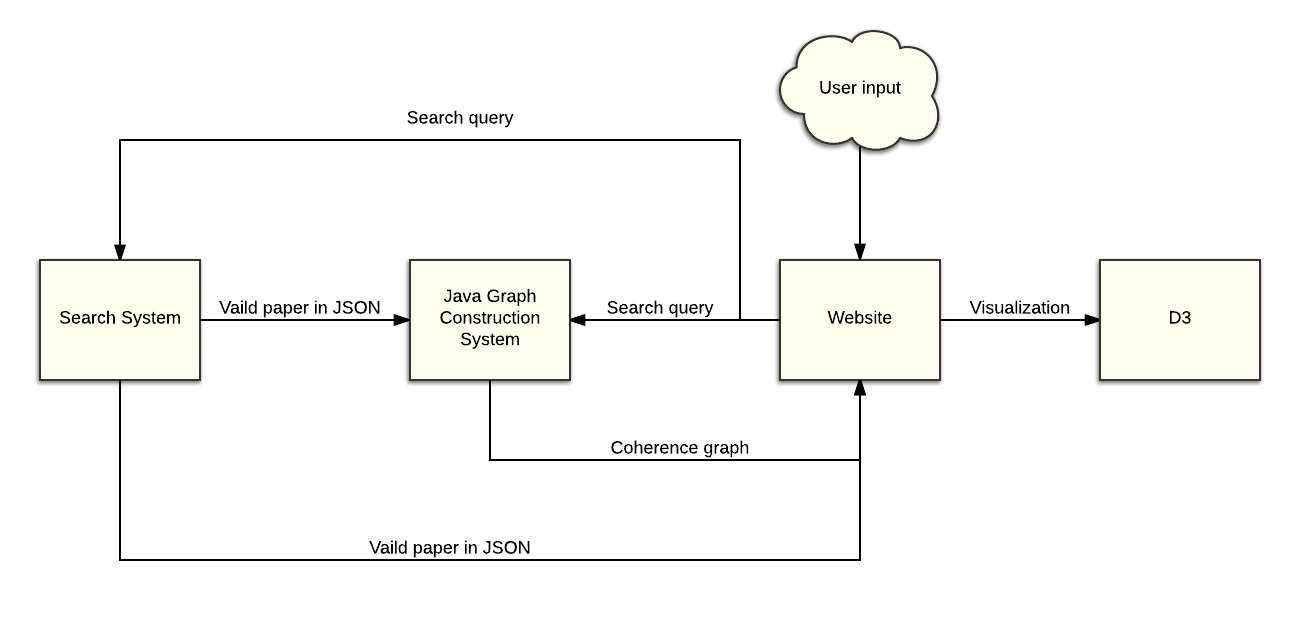 User input
Search query
Search System
Vaild paper in JSON
Java Graph
Construction
System
Search query
Website
Visualization
D3
Coherence graph
Vaild paper in JSON